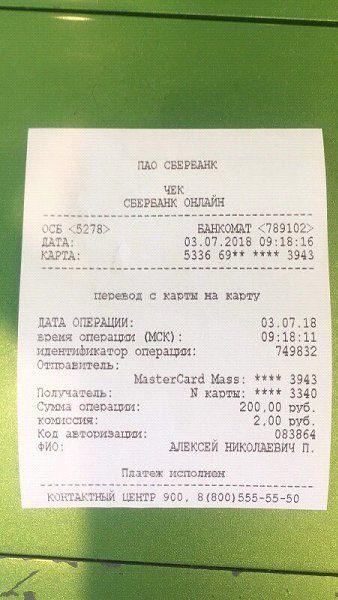 ПАО СБЕРБАНК
ЧЕК
СБЕРБАНК ОНЛАЙН
ОСБ <5278> БАНКОМАТ <789102>
ДАТА: 03.07.2018 09:18:16
КАРТА: 5336 69** **** 3943
перевод с карты на карту
ДАТА ОПЕРАЦИИ: 03.07.18
время операции (МСК): 09:18:11
идентификатор операции: 749832
Отправитель:
MasterCard Mass: **** 3943
Получатель: N карты: **** 3340
Сумма операции: 200,00 руб.
комиссия: 2,00 руб.
Код авторизации: 083864
ФИО: АЛЕКСЕЙ НИКОЛАЕВИЧ П.
Платеж исполнен
КОНТАКТНЫЙ ЦЕНТР 900, 8(800)555-55-50